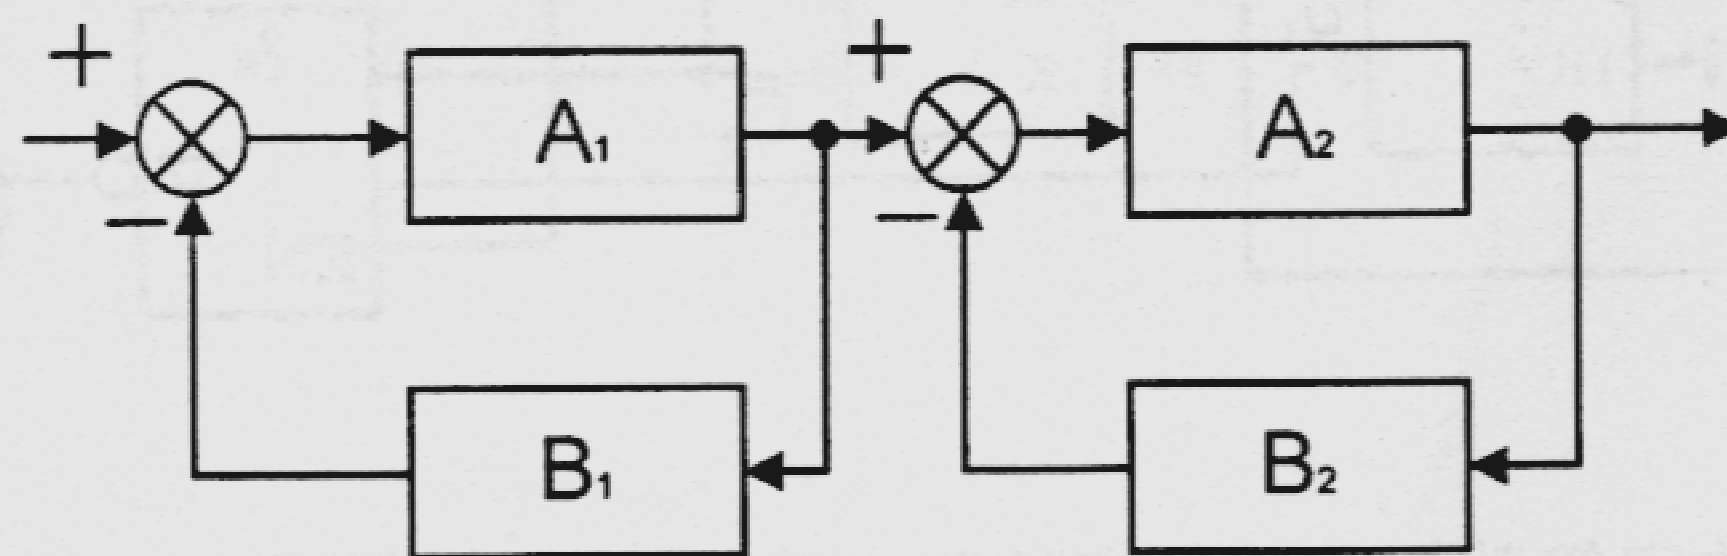 + +
A₁ A₂
− −
B₁ B₂